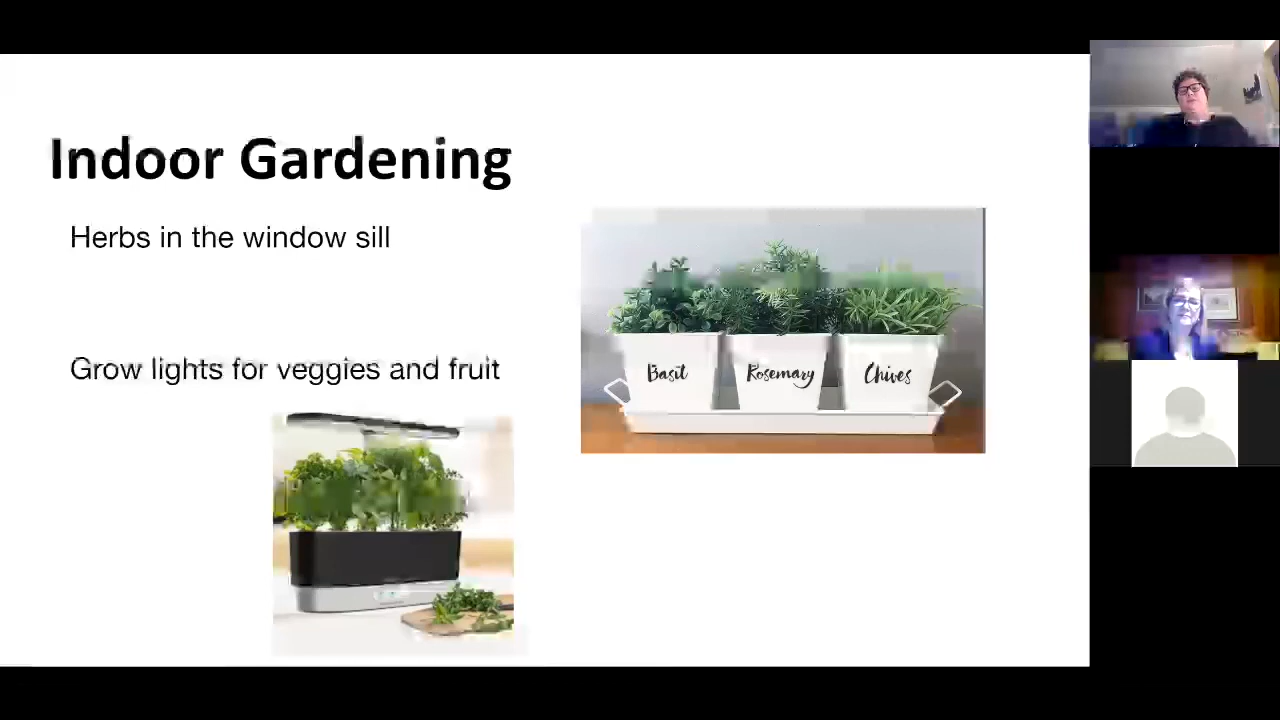 Indoor Gardening
Herbs in the window sill
Grow lights for veggies and fruit
Basil
Rosemary
Chives